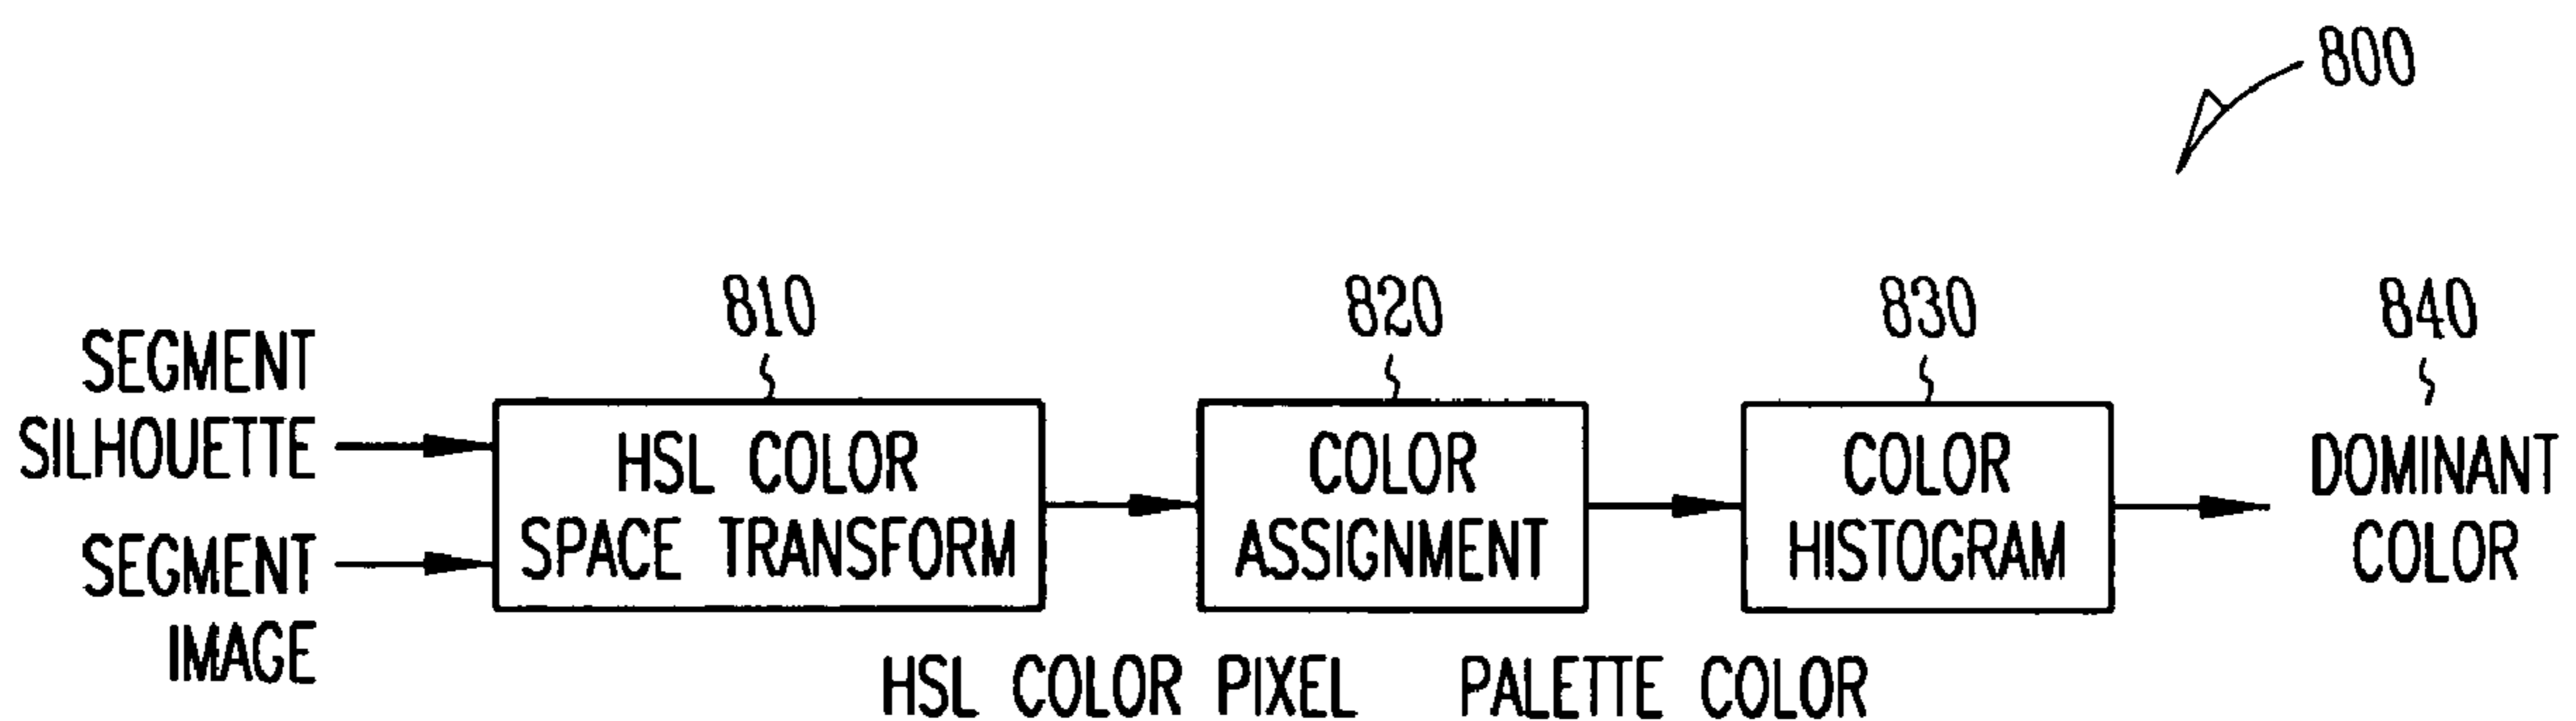 800
810
820
830
840
SEGMENT
SILHOUETTE
SEGMENT
IMAGE
HSL COLOR
SPACE TRANSFORM
COLOR
ASSIGNMENT
COLOR
HISTOGRAM
DOMINANT
COLOR
HSL COLOR PIXEL
PALETTE COLOR